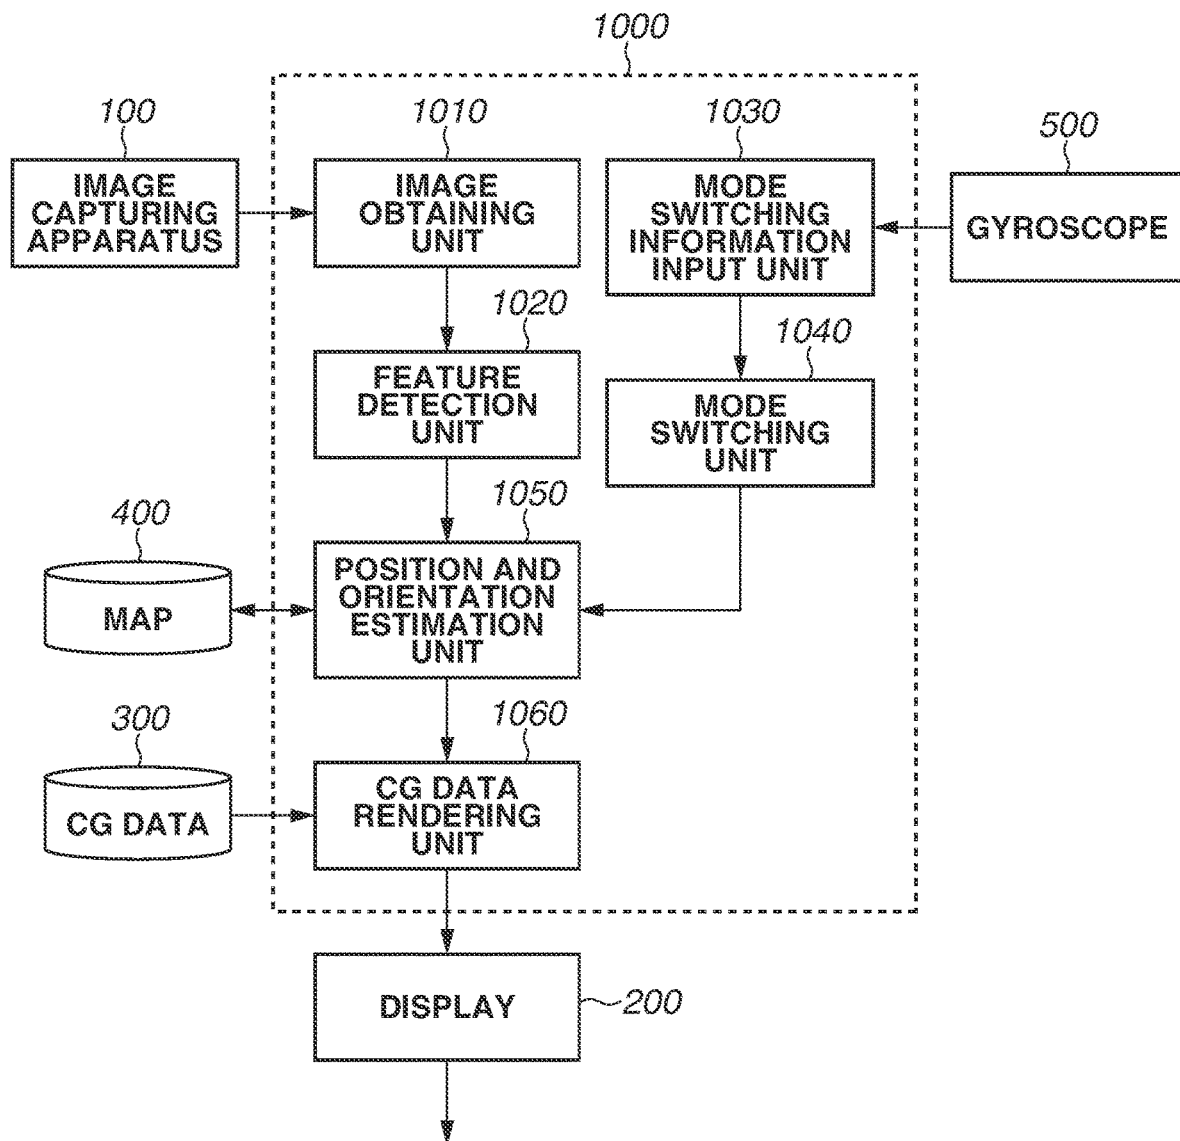 1000
100
IMAGE
CAPTURING
APPARATUS
1010
IMAGE
OBTAINING
UNIT
1030
MODE
SWITCHING
INFORMATION
INPUT UNIT
500
GYROSCOPE
1020
FEATURE
DETECTION
UNIT
1040
MODE
SWITCHING
UNIT
400
MAP
1050
POSITION AND
ORIENTATION
ESTIMATION
UNIT
300
CG DATA
1060
CG DATA
RENDERING
UNIT
DISPLAY
200